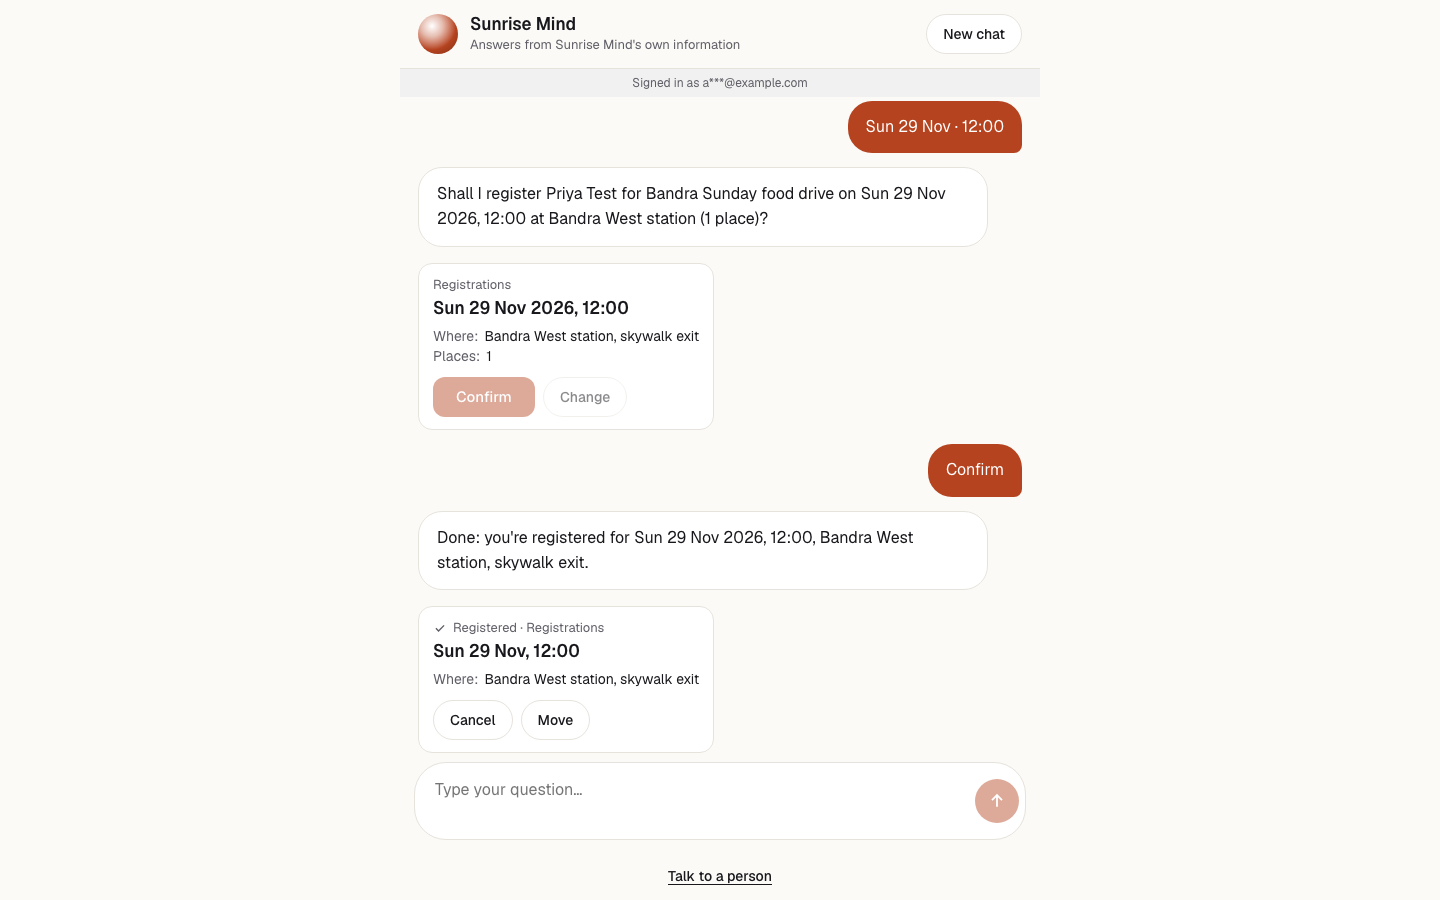 Sunrise Mind
Answers from Sunrise Mind's own information
New chat
Signed in as a***@example.com
Sun 29 Nov · 12:00
Shall I register Priya Test for Bandra Sunday food drive on Sun 29 Nov
2026, 12:00 at Bandra West station (1 place)?
Registrations
Sun 29 Nov 2026, 12:00
Where: Bandra West station, skywalk exit
Places: 1
Confirm
Change
Confirm
Done: you're registered for Sun 29 Nov 2026, 12:00, Bandra West
station, skywalk exit.
Registered · Registrations
Sun 29 Nov, 12:00
Where: Bandra West station, skywalk exit
Cancel
Move
Type your question...
Talk to a person